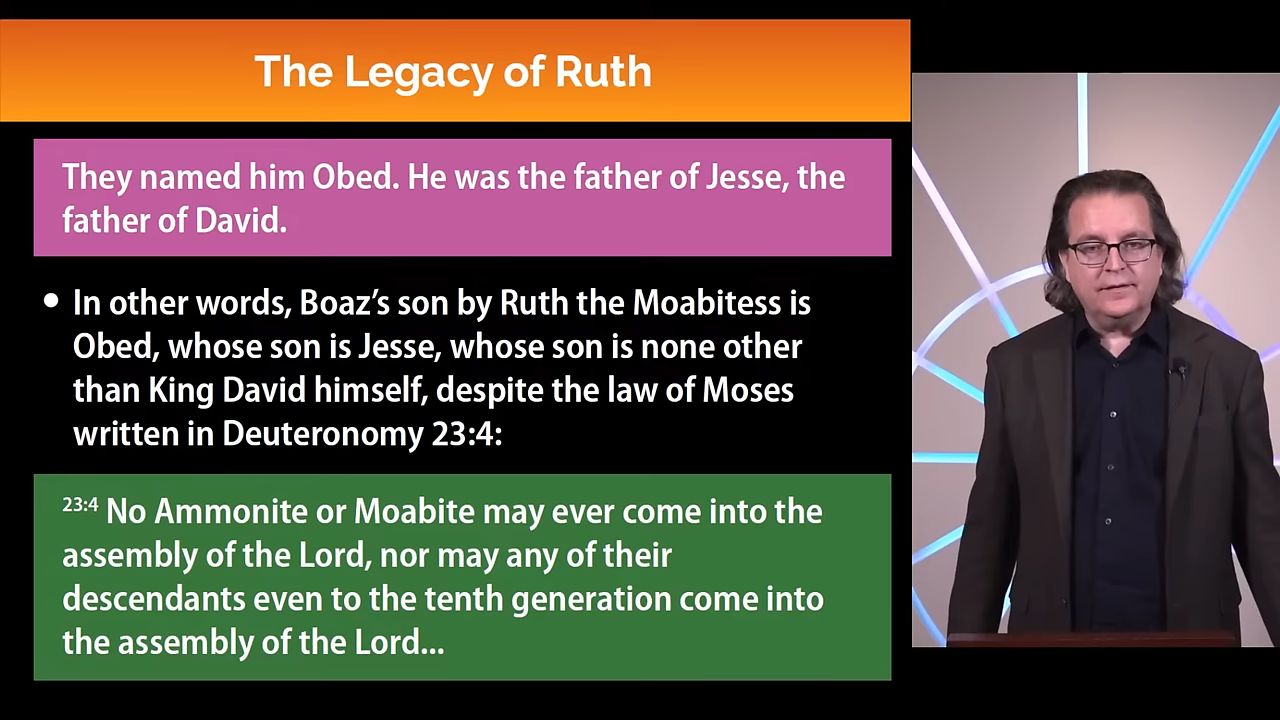 The Legacy of Ruth
They named him Obed. He was the father of Jesse, the
father of David.
• In other words, Boaz’s son by Ruth the Moabitess is
Obed, whose son is Jesse, whose son is none other
than King David himself, despite the law of Moses
written in Deuteronomy 23:4:
23:4 No Ammonite or Moabite may ever come into the
assembly of the Lord, nor may any of their
descendants even to the tenth generation come into
the assembly of the Lord...